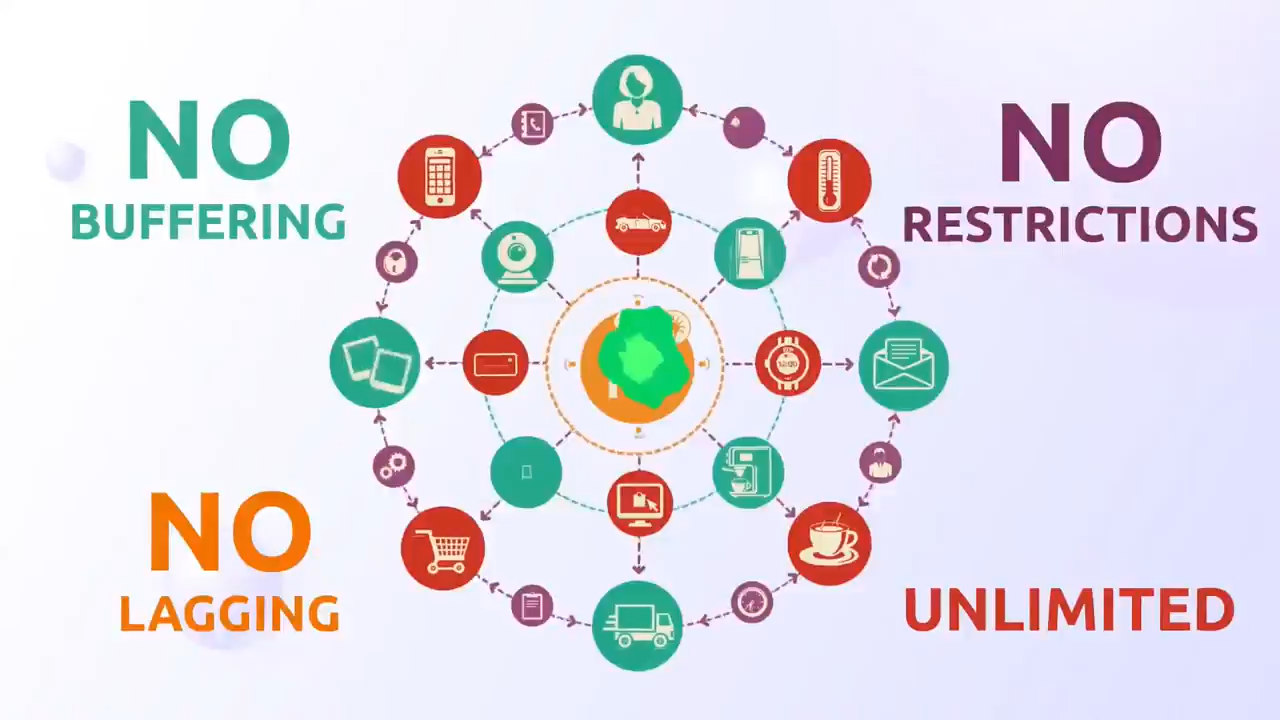 NO
BUFFERING
NO
RESTRICTIONS
NO
LAGGING
UNLIMITED